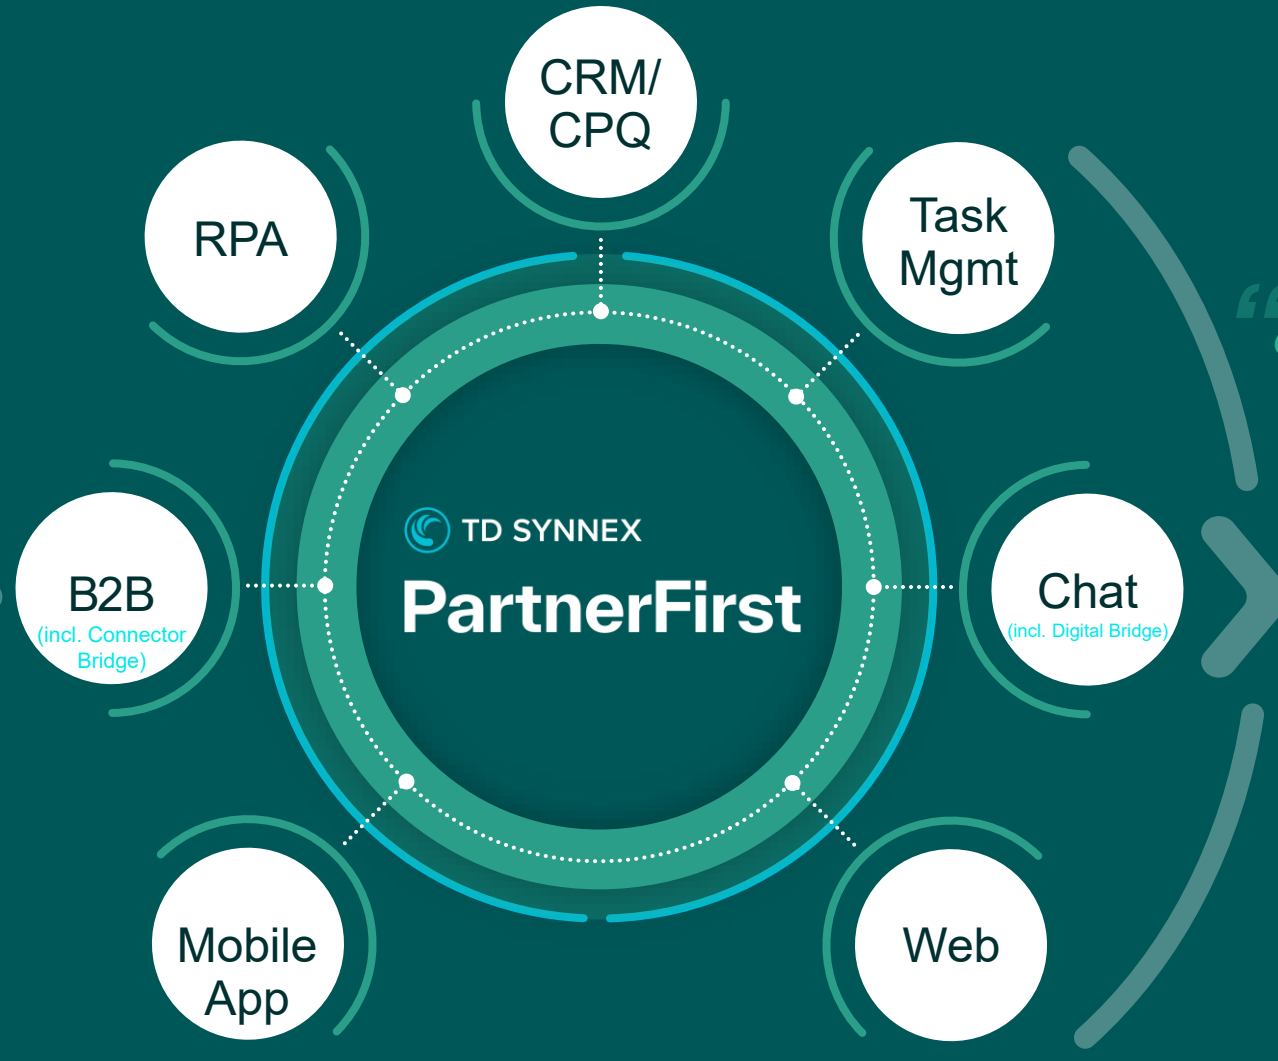 CRM/
CPQ
RPA
Task
Mgmt
TD SYNNEX
PartnerFirst
B2B
(incl. Connector
Bridge)
Chat
(incl. Digital Bridge)
Mobile
App
Web
“